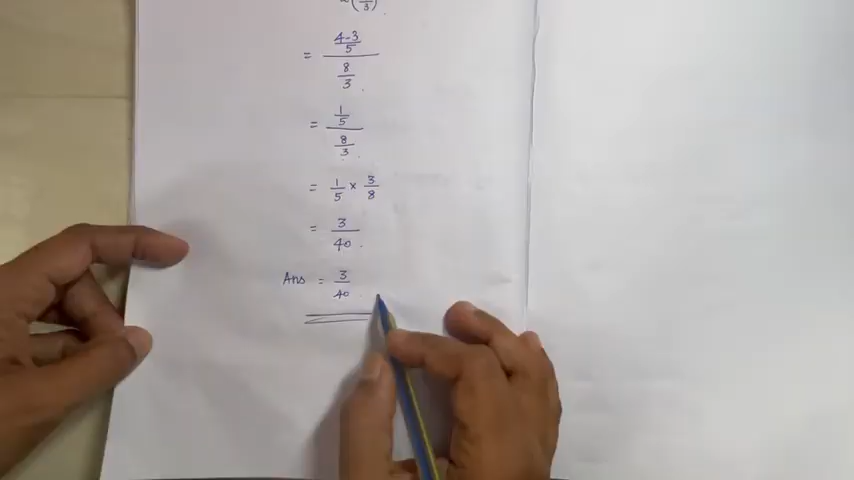 = (4-3/5)/(8/3).
= (1/5)/(8/3).
= 1/5 × 3/8
= 3/40.
Ans = 3/40.